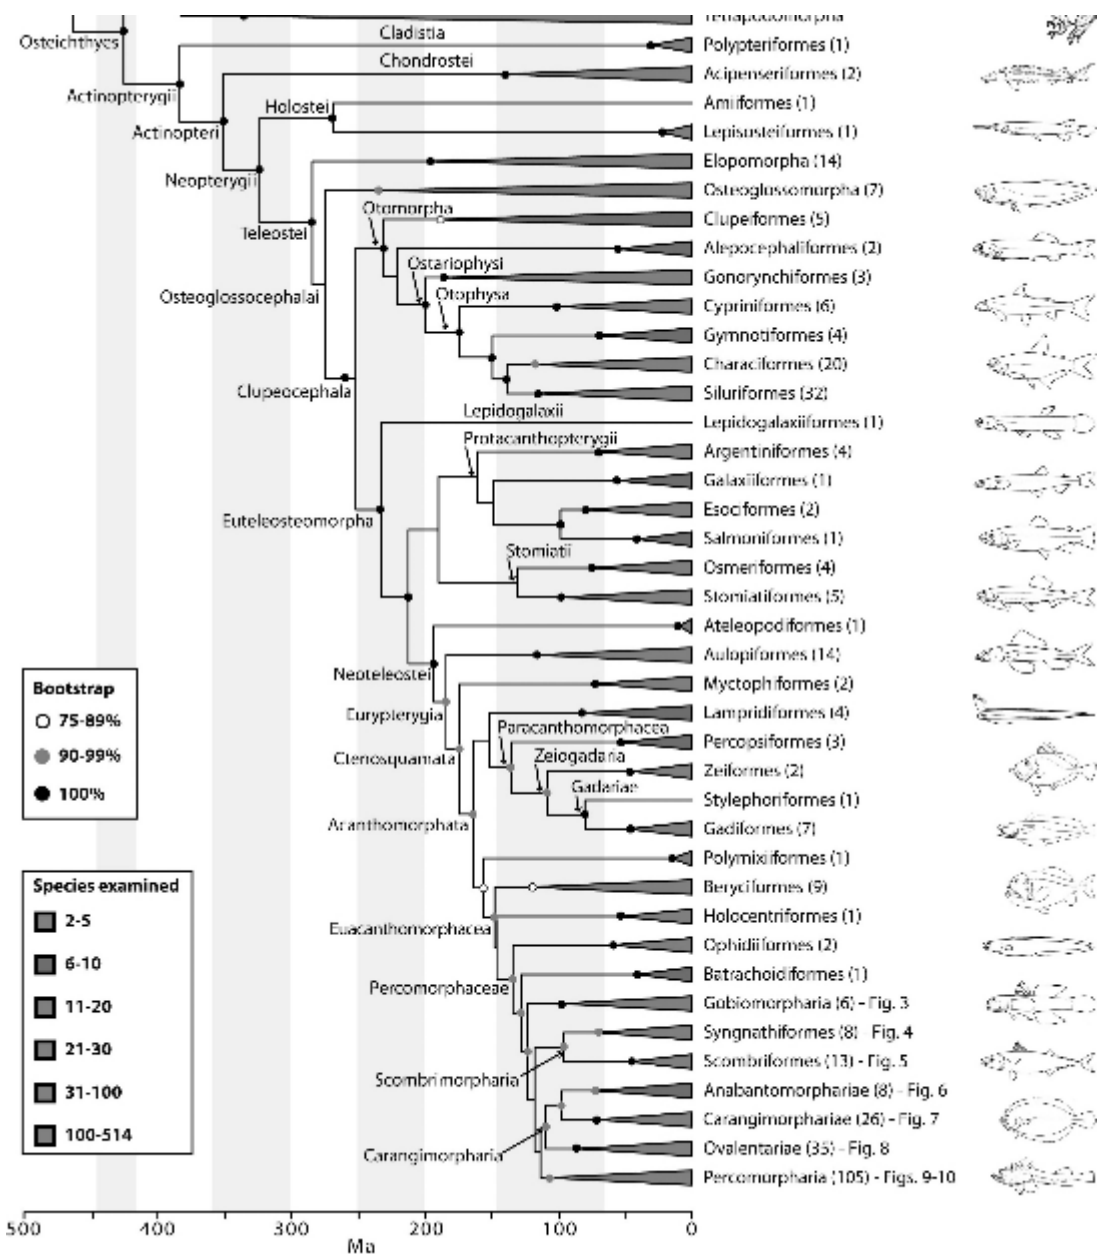 Tetrapodomorpha
Osteichthyes
Cladistia
Polypteriformes (1)
Chondrostei
Acipenseriformes (2)
Actinopterygii
Holostei
Amiiformes (1)
Actinopteri
Lepisosteiformes (1)
Elopomorpha (14)
Neopterygii
Osteoglossomorpha (7)
Otomorpha
Clupeiformes (5)
Teleostei
Alepocephaliformes (2)
Ostariophysi
Gonorynchiformes (3)
Osteoglossocephalai
Otophysa
Cypriniformes (6)
Gymnotiformes (4)
Characiformes (20)
Clupeocephala
Siluriformes (32)
Lepidogalaxii
Lepidogalaxiiformes (1)
Protacanthopterygii
Argentiniformes (4)
Galaxiiformes (1)
Euteleosteomorpha
Esociformes (2)
Salmoniformes (1)
Stomiatii
Osmeriformes (4)
Stomiatiformes (5)
Ateleopodiformes (1)
Aulopiformes (14)
Neoteleostei
Myctophiformes (2)
Eurypterygia
Lampridiformes (4)
Paracanthomorphacea
Percopsiformes (3)
Ctenosquamata
Zeiogadaria
Zeiformes (2)
Gadariae
Stylephoriformes (1)
Acanthomorphata
Gadiformes (7)
Polymixiiformes (1)
Beryciformes (9)
Euacanthomorphacea
Holocentriformes (1)
Ophidiiformes (2)
Batrachoidiformes (1)
Percomorphaceae
Gobiomorpharia (6) - Fig. 3
Syngnathiformes (8) - Fig. 4
Scombriformes (13) - Fig. 5
Scombrimorpharia
Anabantomorphariae (8) - Fig. 6
Carangimorphariae (26) - Fig. 7
Carangimorpharia
Ovalentariae (35) - Fig. 8
Percomorpharia (105) - Figs. 9-10
Bootstrap
75-89%
90-99%
100%
Species examined
2-5
6-10
11-20
21-30
31-100
100-514
500 400 300 200 100 0
Ma